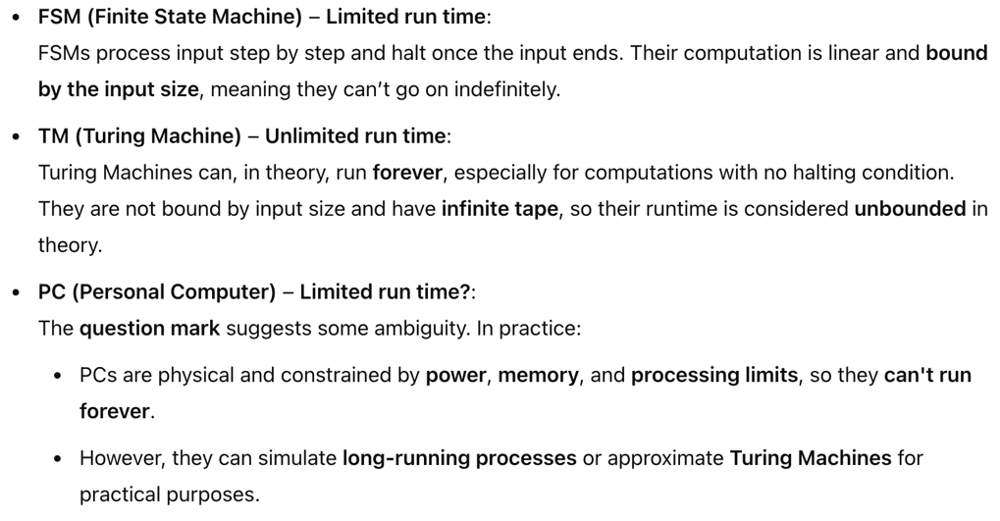 • FSM (Finite State Machine) – Limited run time:
FSMs process input step by step and halt once the input ends. Their computation is linear and bound
by the input size, meaning they can’t go on indefinitely.
• TM (Turing Machine) – Unlimited run time:
Turing Machines can, in theory, run forever, especially for computations with no halting condition.
They are not bound by input size and have infinite tape, so their runtime is considered unbounded in
theory.
• PC (Personal Computer) – Limited run time?:
The question mark suggests some ambiguity. In practice:
• PCs are physical and constrained by power, memory, and processing limits, so they can't run
forever.
• However, they can simulate long-running processes or approximate Turing Machines for
practical purposes.